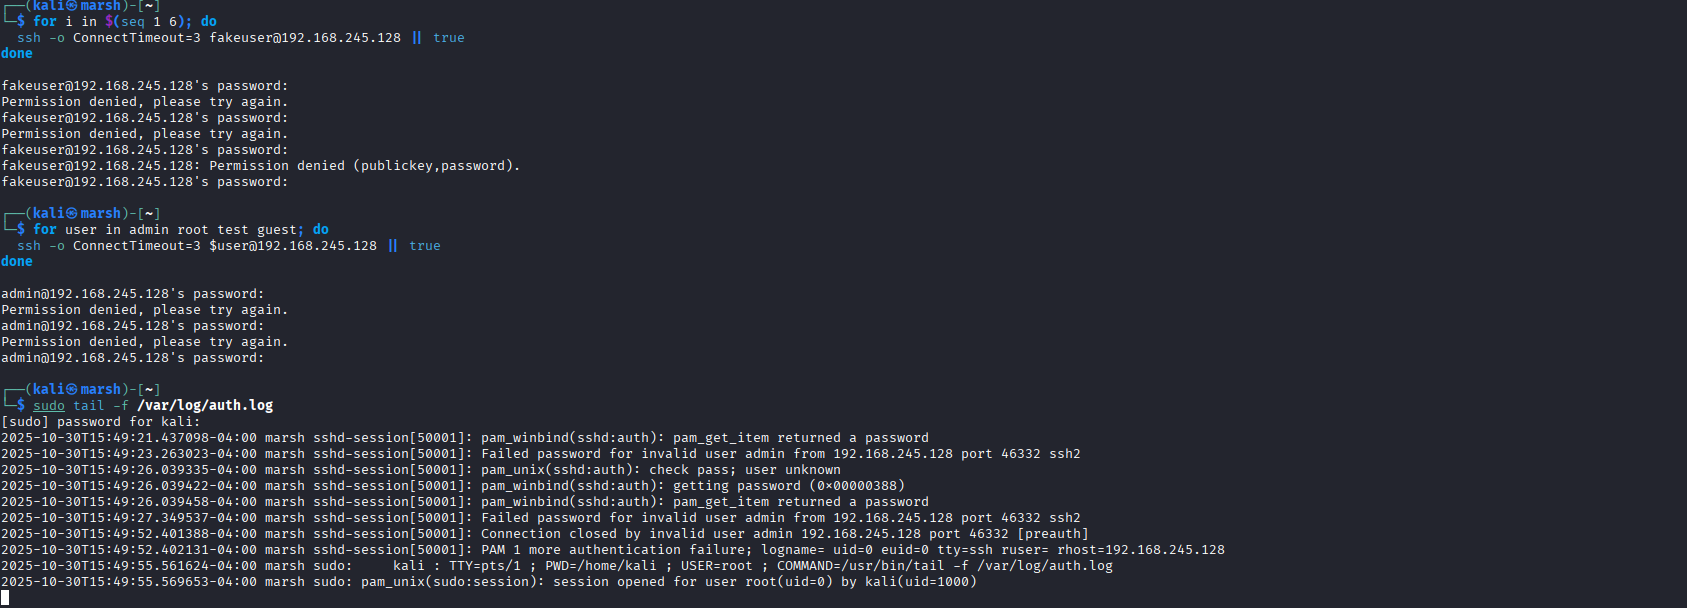 ┌──(kali㉿marsh)-[~]
└─$ for i in $(seq 1 6); do
  ssh -o ConnectTimeout=3 fakeuser@192.168.245.128 || true
done
fakeuser@192.168.245.128's password:
Permission denied, please try again.
fakeuser@192.168.245.128's password:
Permission denied, please try again.
fakeuser@192.168.245.128's password:
fakeuser@192.168.245.128: Permission denied (publickey,password).
fakeuser@192.168.245.128's password:
┌──(kali㉿marsh)-[~]
└─$ for user in admin root test guest; do
  ssh -o ConnectTimeout=3 $user@192.168.245.128 || true
done
admin@192.168.245.128's password:
Permission denied, please try again.
admin@192.168.245.128's password:
Permission denied, please try again.
admin@192.168.245.128's password:
┌──(kali㉿marsh)-[~]
└─$ sudo tail -f /var/log/auth.log
[sudo] password for kali:
2025-10-30T15:49:21.437098-04:00 marsh sshd-session[50001]: pam_winbind(sshd:auth): pam_get_item returned a password
2025-10-30T15:49:23.263023-04:00 marsh sshd-session[50001]: Failed password for invalid user admin from 192.168.245.128 port 46332 ssh2
2025-10-30T15:49:26.039335-04:00 marsh sshd-session[50001]: pam_unix(sshd:auth): check pass; user unknown
2025-10-30T15:49:26.039422-04:00 marsh sshd-session[50001]: pam_winbind(sshd:auth): getting password (0×00000388)
2025-10-30T15:49:26.039458-04:00 marsh sshd-session[50001]: pam_winbind(sshd:auth): pam_get_item returned a password
2025-10-30T15:49:27.349537-04:00 marsh sshd-session[50001]: Failed password for invalid user admin from 192.168.245.128 port 46332 ssh2
2025-10-30T15:49:52.401388-04:00 marsh sshd-session[50001]: Connection closed by invalid user admin 192.168.245.128 port 46332 [preauth]
2025-10-30T15:49:52.402131-04:00 marsh sshd-session[50001]: PAM 1 more authentication failure; logname= uid=0 euid=0 tty=ssh ruser= rhost=192.168.245.128
2025-10-30T15:49:55.561624-04:00 marsh sudo:     kali : TTY=pts/1 ; PWD=/home/kali ; USER=root ; COMMAND=/usr/bin/tail -f /var/log/auth.log
2025-10-30T15:49:55.569653-04:00 marsh sudo: pam_unix(sudo:session): session opened for user root(uid=0) by kali(uid=1000)